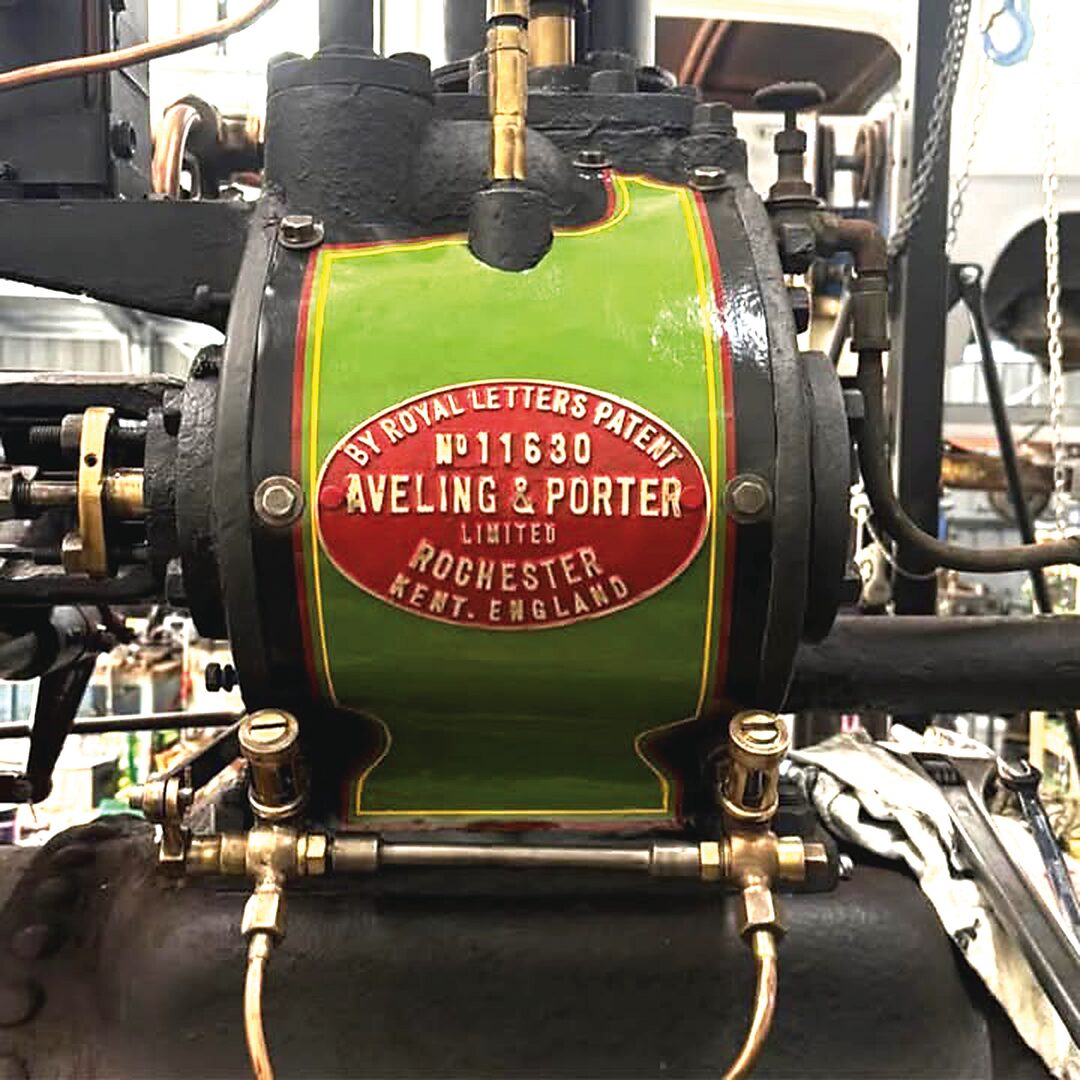 BY ROYAL LETTERS PATENT
No 11630
AVELING & PORTER
LIMITED
ROCHESTER
KENT. ENGLAND